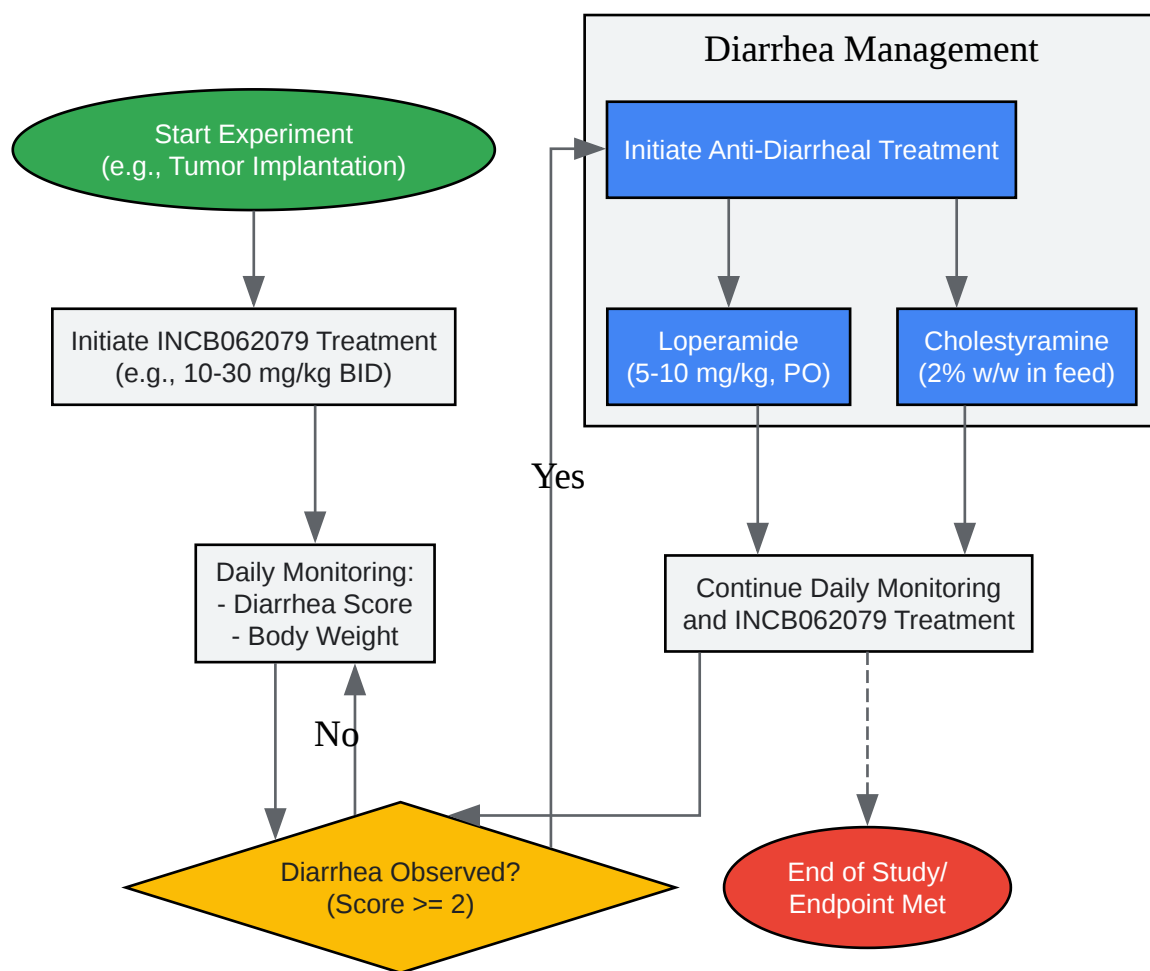 Diarrhea Management
Start Experiment
(e.g., Tumor Implantation)
Initiate Anti-Diarrheal Treatment
Initiate INCB062079 Treatment
(e.g., 10-30 mg/kg BID)
Loperamide
(5-10 mg/kg, PO)
Cholestyramine
(2% w/w in feed)
Yes
Daily Monitoring:
- Diarrhea Score
- Body Weight
Continue Daily Monitoring
and INCB062079 Treatment
No
Diarrhea Observed?
(Score >= 2)
End of Study/
Endpoint Met